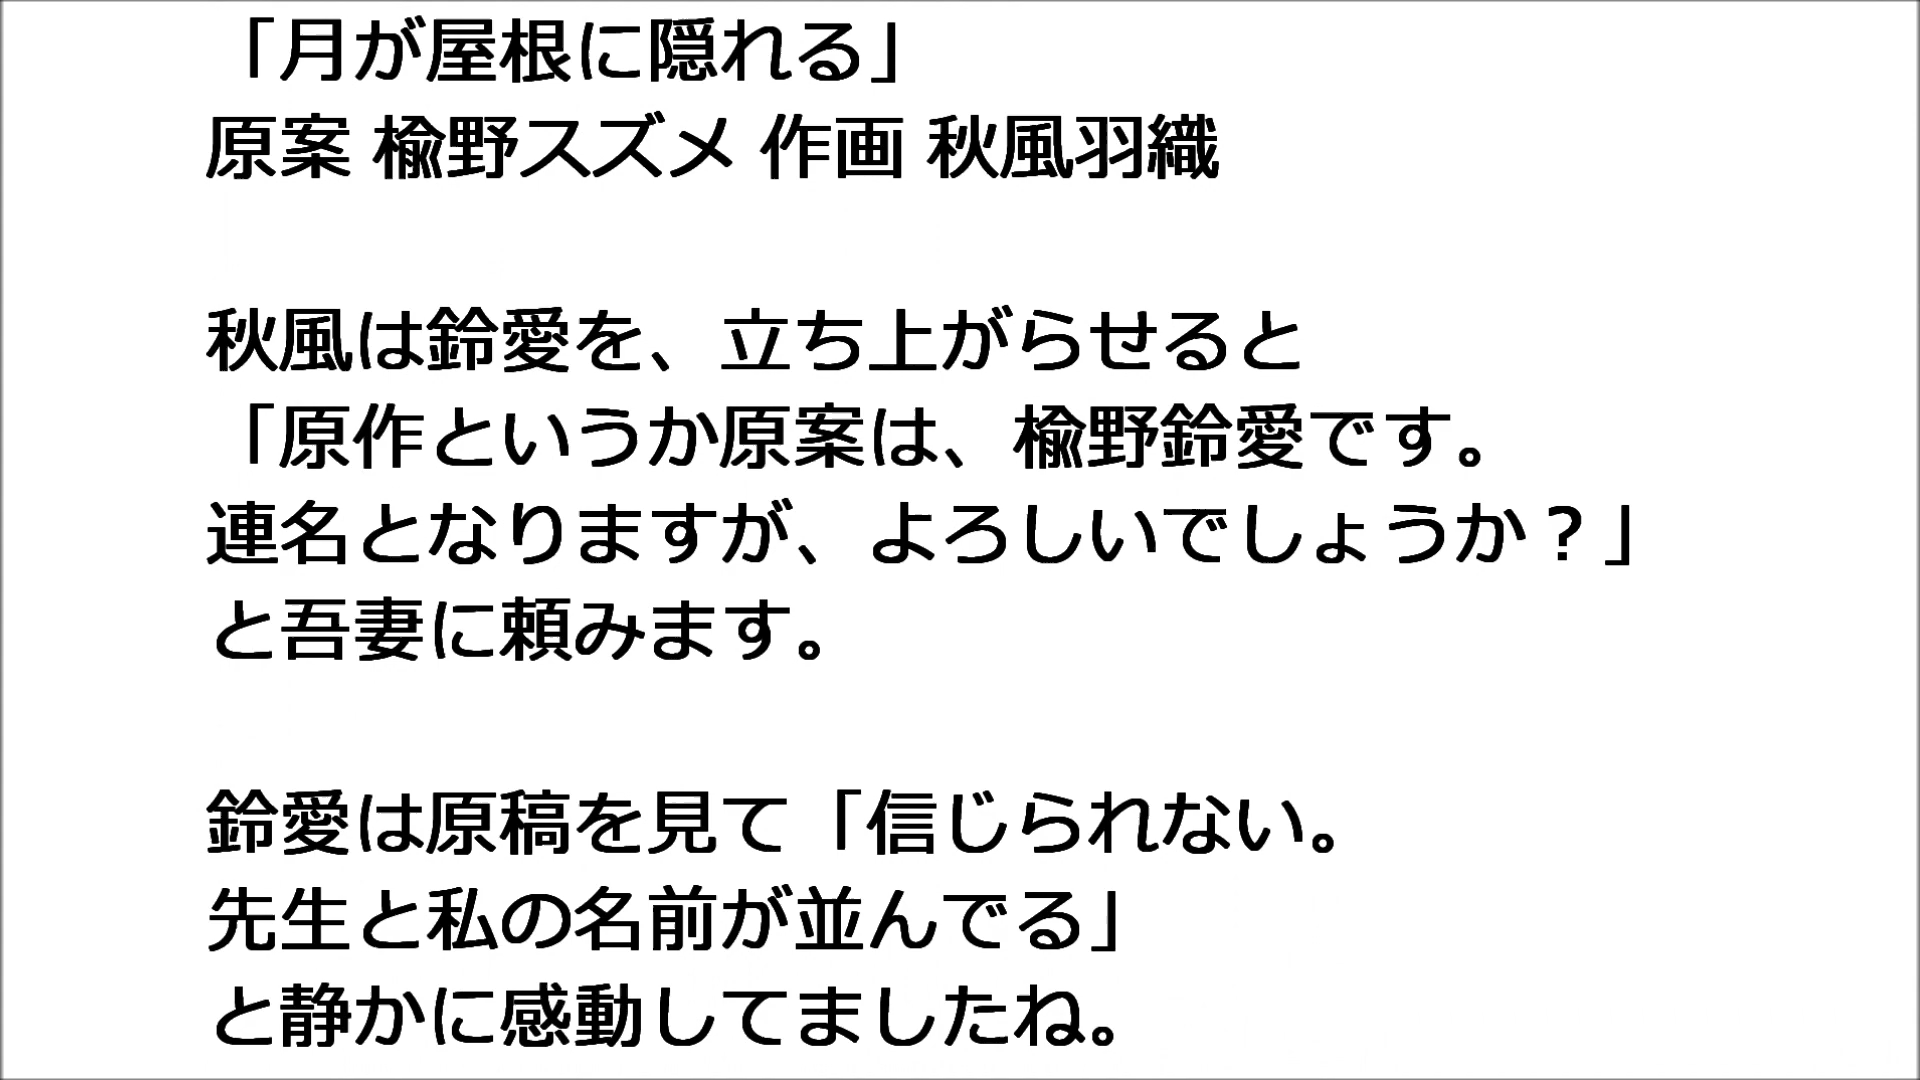 「月が屋根に隠れる」
原案 楡野スズメ 作画 秋風羽織
秋風は鈴愛を、立ち上がらせると
「原作というか原案は、楡野鈴愛です。
連名となりますが、よろしいでしょうか？」
と吾妻に頼みます。
鈴愛は原稿を見て「信じられない。
先生と私の名前が並んでる」
と静かに感動してましたね。